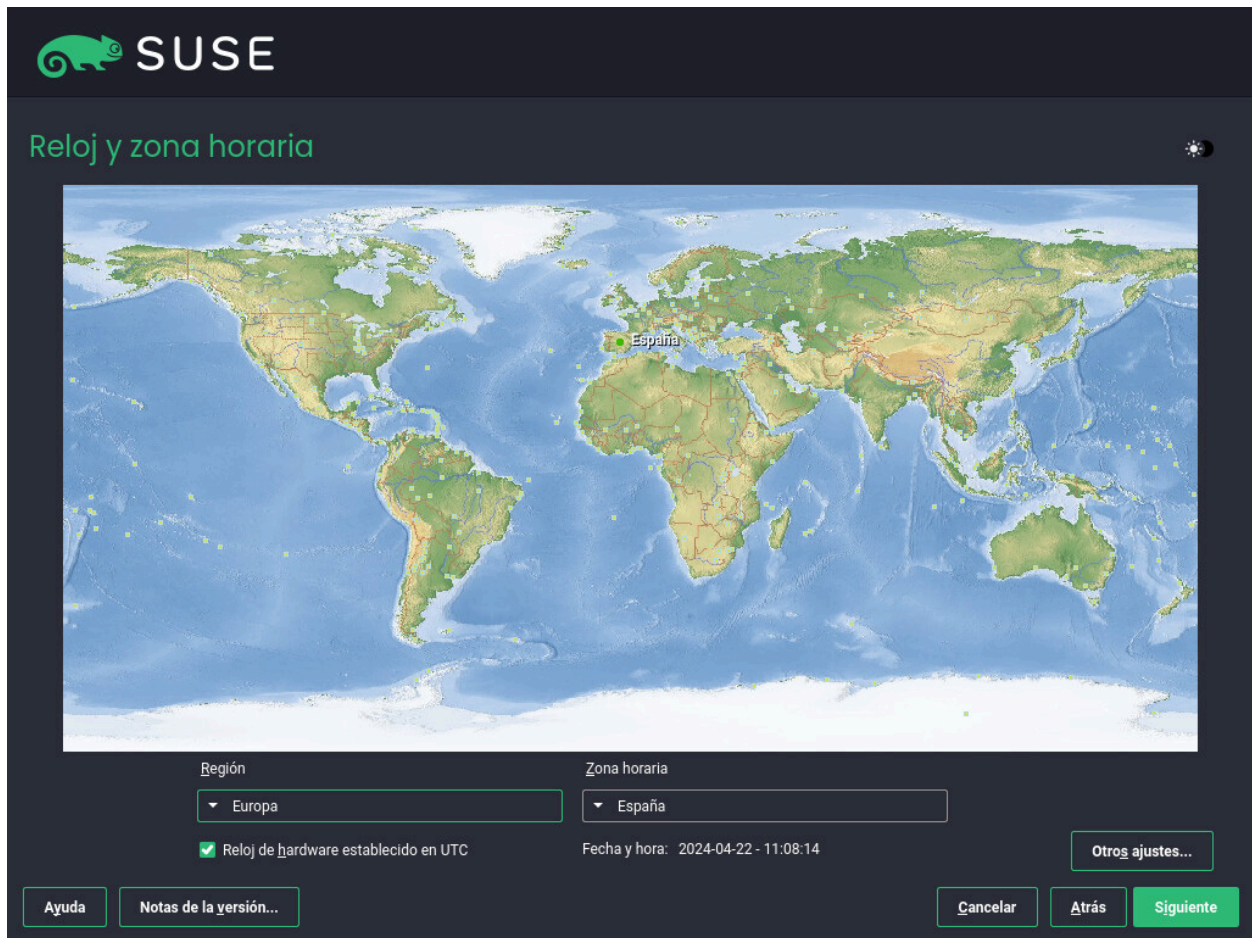 SUSE
Reloj y zona horaria
España
Región
Zona horaria
Europa
España
Reloj de hardware establecido en UTC
Fecha y hora: 2024-04-22 - 11:08:14
Otros ajustes...
Ayuda
Notas de la versión...
Cancelar
Atrás
Siguiente